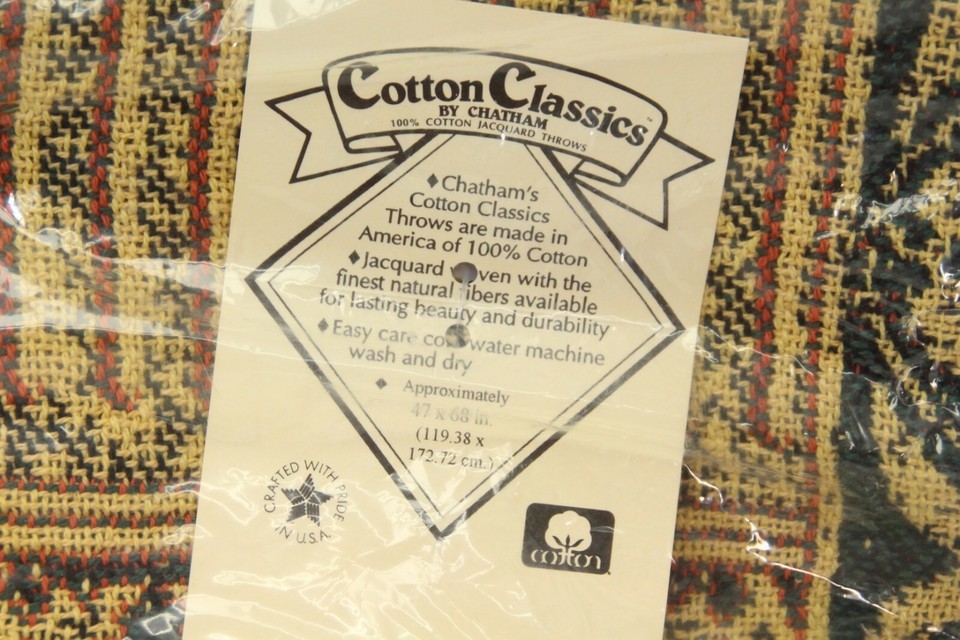 Cotton Classics™
BY CHATHAM
100% COTTON JACQUARD THROWS
♦Chatham's
Cotton Classics
Throws are made in
America of 100% Cotton
♦Jacquard woven with the
finest natural fibers available
for lasting beauty and durability
♦Easy care cold water machine
wash and dry
♦ Approximately
47 x 68 in.
(119.38 x
172.72 cm.)
CRAFTED WITH PRIDE
IN U.S.A.
cotton